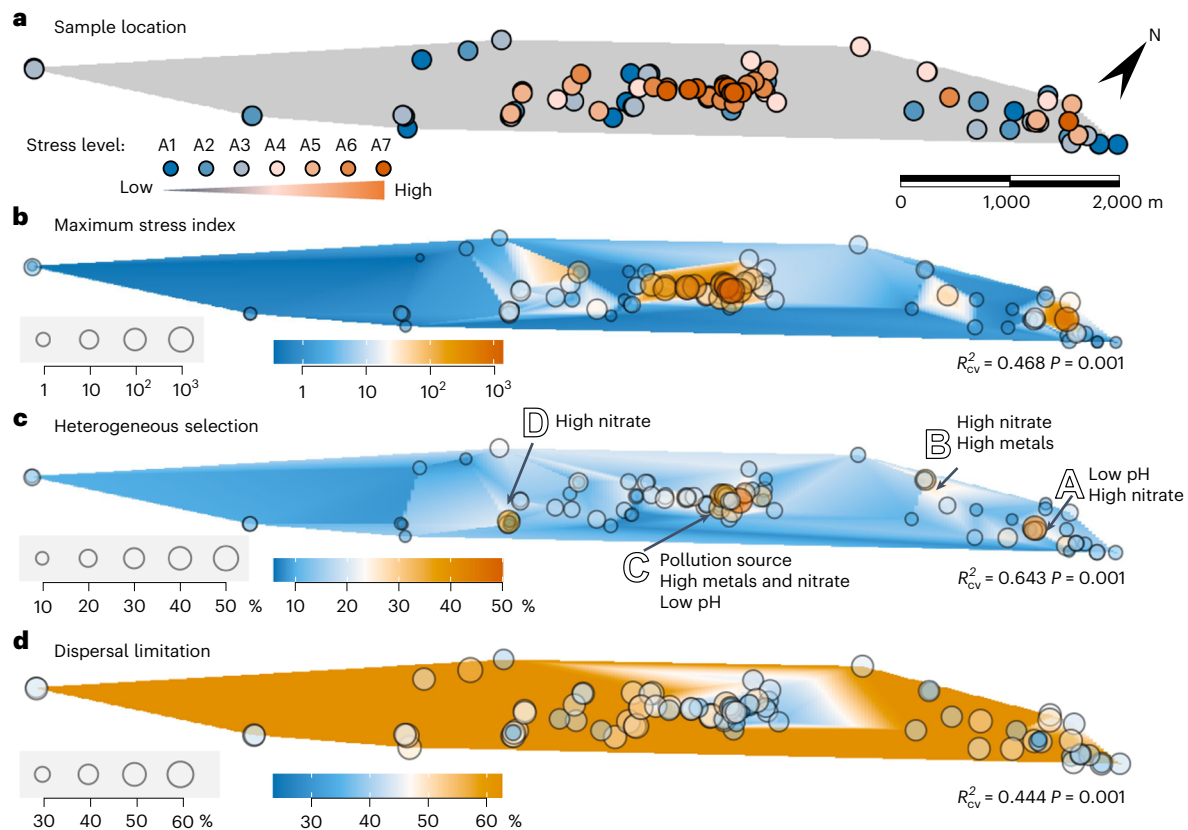 a Sample location
N
Stress level: A1 A2 A3 A4 A5 A6 A7
Low High
0 1,000 2,000 m
b Maximum stress index
1 10 10² 10³
1 10 10² 10³
R²cv = 0.468 P = 0.001
c Heterogeneous selection
D High nitrate
B High nitrate
High metals
A Low pH
High nitrate
C Pollution source
High metals and nitrate
Low pH
10 20 30 40 50 %
10 20 30 40 50 %
R²cv = 0.643 P = 0.001
d Dispersal limitation
30 40 50 60 %
30 40 50 60 %
R²cv = 0.444 P = 0.001